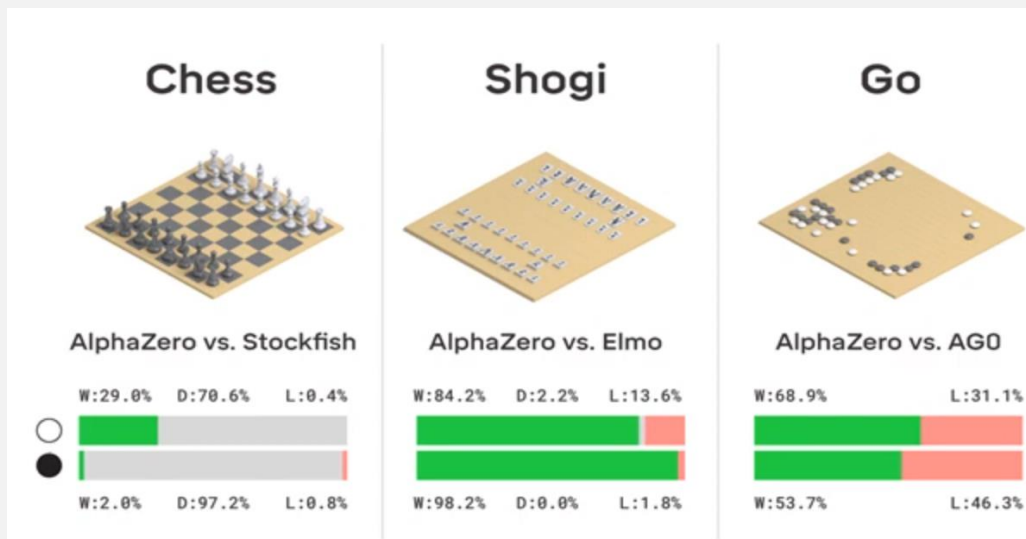 Chess
AlphaZero vs. Stockfish
W:29.0% D:70.6% L:0.4%
W:2.0% D:97.2% L:0.8%
Shogi
AlphaZero vs. Elmo
W:84.2% D:2.2% L:13.6%
W:98.2% D:0.0% L:1.8%
Go
AlphaZero vs. AG0
W:68.9% L:31.1%
W:53.7% L:46.3%